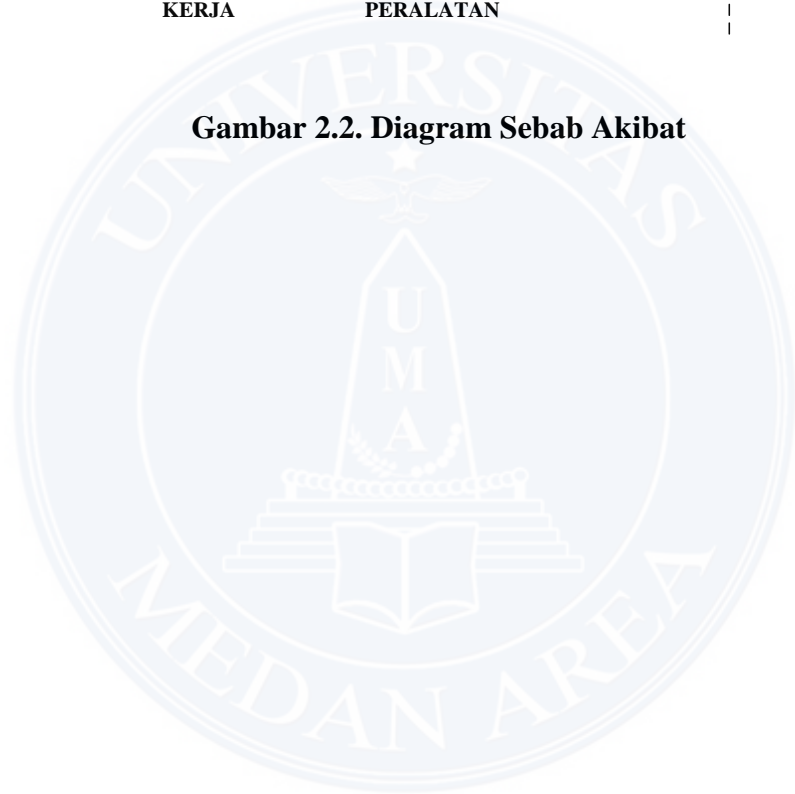 KERJA PERALATAN
Gambar 2.2. Diagram Sebab Akibat
UNIVERSITAS
U
M
A
MEDAN AREA